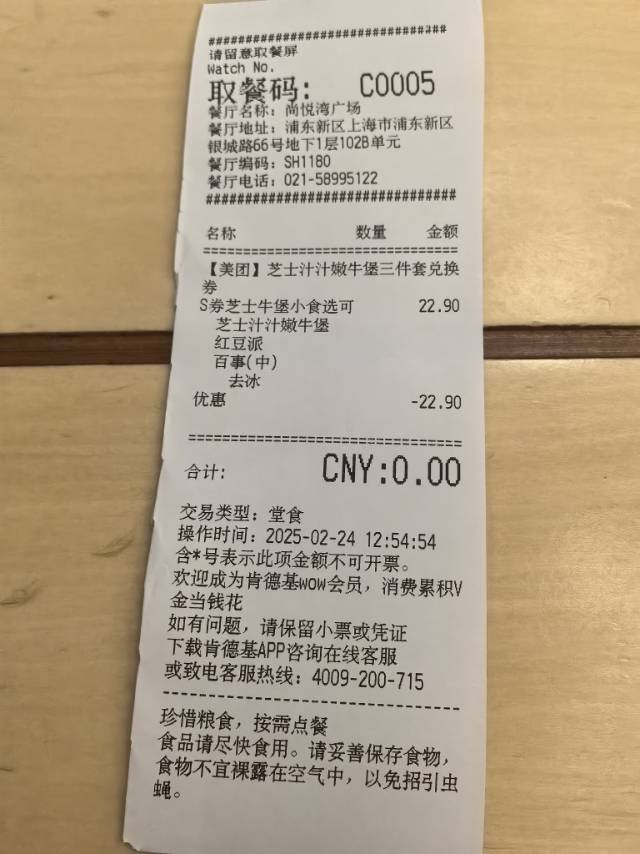 ###############################
请留意取餐屏
Watch No.
取餐码: C0005
餐厅名称: 尚悦湾广场
餐厅地址: 浦东新区上海市浦东新区
银城路66号地下1层102B单元
餐厅编码: SH1180
餐厅电话: 021-58995122
################################
名称 数量 金额
================================
【美团】芝士汁汁嫩牛堡三件套兑换
券
S券芝士牛堡小食选可 22.90
芝士汁汁嫩牛堡
红豆派
百事(中)
去冰
优惠 -22.90
================================
合计: CNY:0.00
交易类型: 堂食
操作时间: 2025-02-24 12:54:54
含*号表示此项金额不可开票。
欢迎成为肯德基wow会员, 消费累积V
金当钱花
如有问题, 请保留小票或凭证
下载肯德基APP咨询在线客服
或致电客服热线: 4009-200-715
--------------------------------
珍惜粮食, 按需点餐
食品请尽快食用。请妥善保存食物,
食物不宜裸露在空气中, 以免招引虫
蝇。